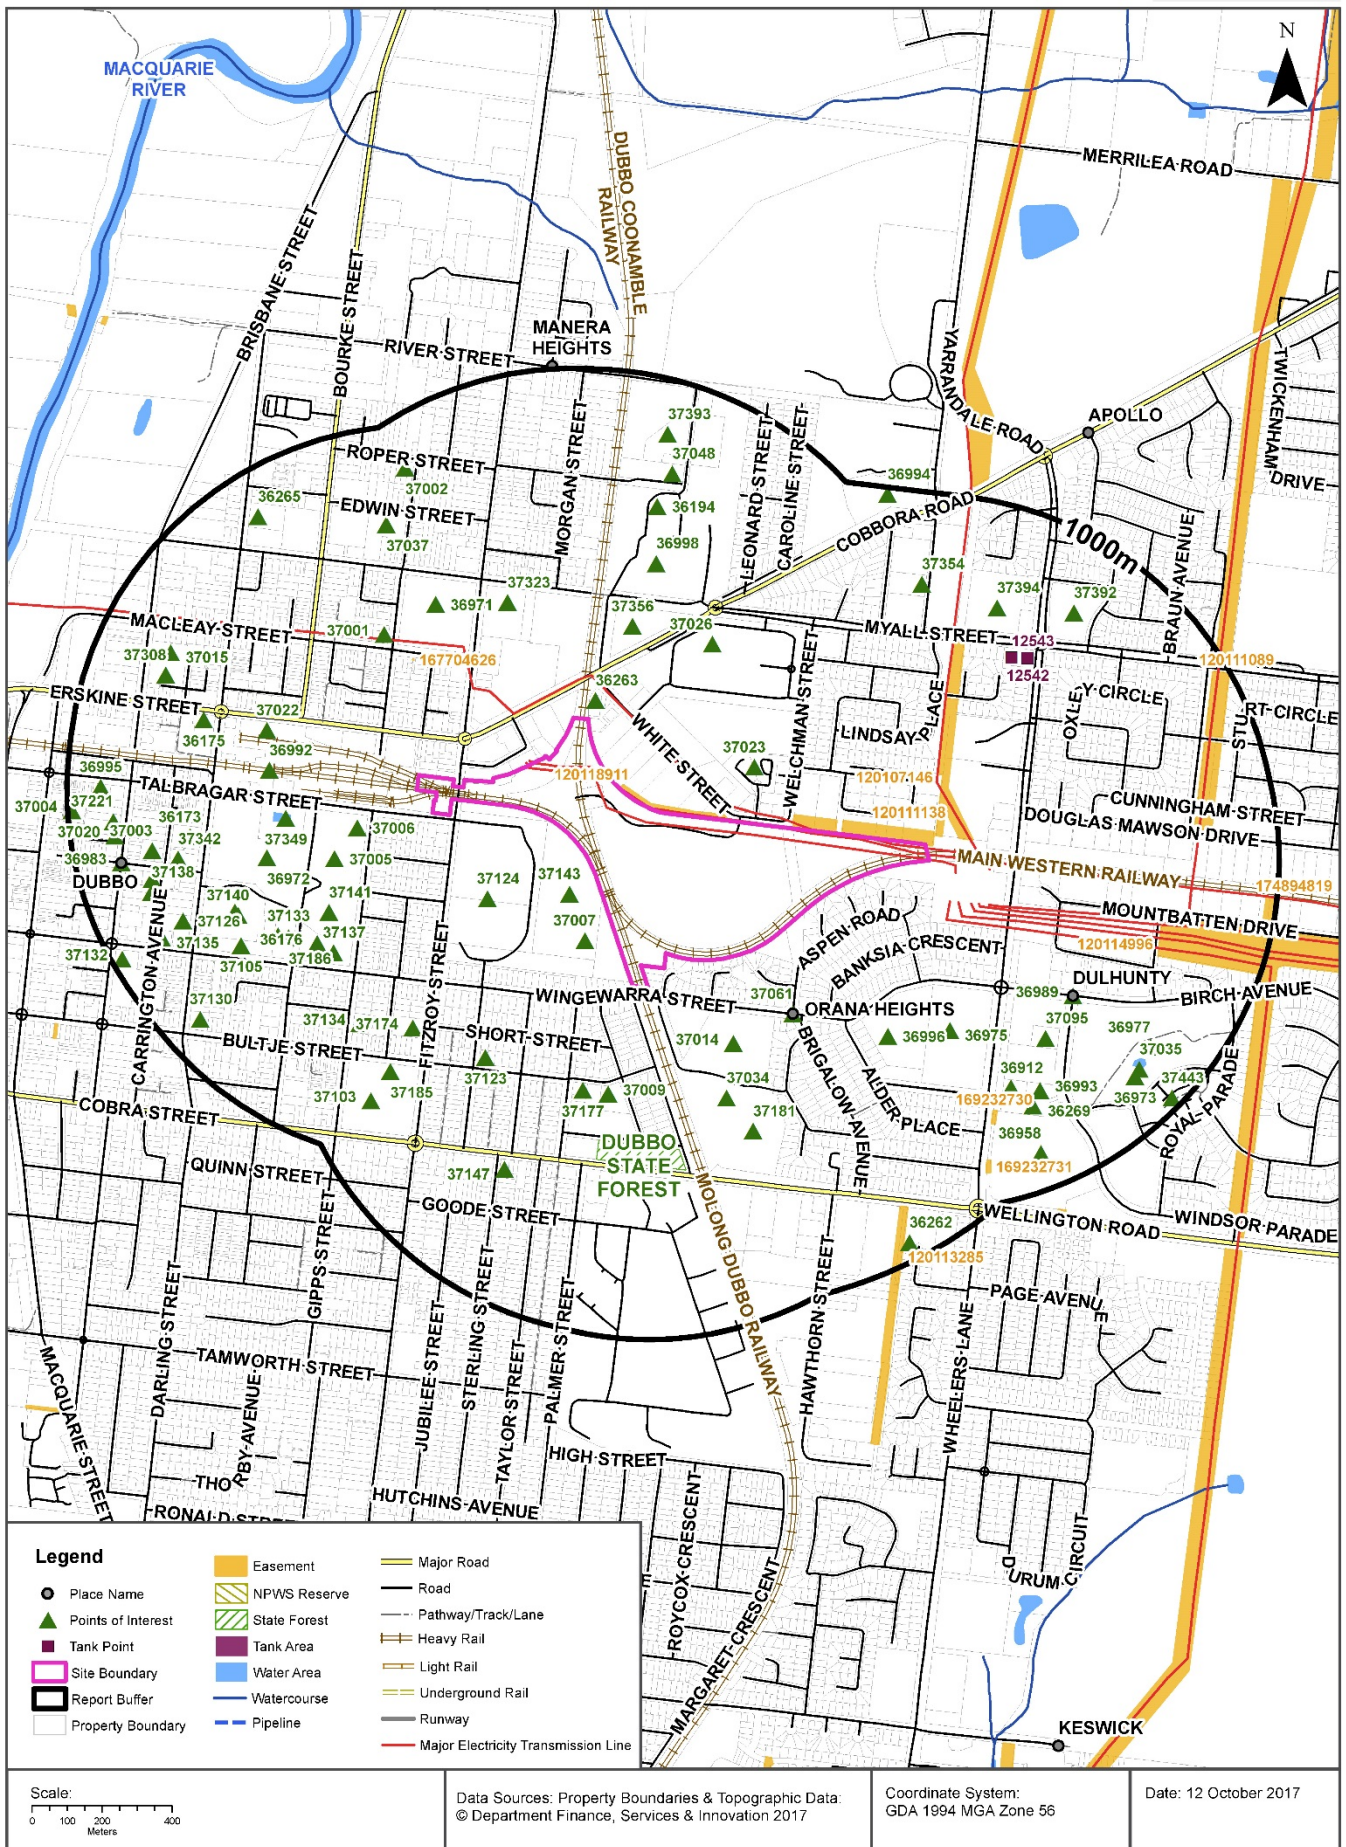 N
MACQUARIE
RIVER
DUBBO COONAMBLE
RAILWAY
MERRILEA ROAD
BRISBANE STREET
BOURKE STREET
RIVER STREET
MANERA
HEIGHTS
YARRANDALE ROAD
TWICKENHAM
DRIVE
APOLLO
37393
37048
ROPER STREET
37002
36265
EDWIN STREET
37037
MORGAN STREET
36194
36998
LEONARD STREET
CAROLINE STREET
36994
COBBORA ROAD
1000m
BRAUN AVENUE
37354
37394
37392
37323
36971
37356
37026
MACLEAY STREET
37001
167704626
MYALL STREET
12543
12542
120111089
37308
37015
ERSKINE STREET
36175
37022
36992
36263
WHITE STREET
WELCHMAN STREET
LINDSAY
PLACE
OXLEY CIRCLE
STURT CIRCLE
37023
120118911
120107146
120111138
36995
TALBRAGAR STREET
37004
37221
36173
37020
37003
37342
37349
37006
37005
36983
DUBBO
37138
36972
CUNNINGHAM STREET
DOUGLAS MAWSON DRIVE
MAIN WESTERN RAILWAY
174894819
37140
37141
37124
37143
37126
37133
37007
37135
36176
37137
37105
37186
37132
CARRINGTON AVENUE
FITZROY STREET
ASPEN ROAD
BANKSIA CRESCENT
MOUNTBATTEN DRIVE
120114996
DULHUNTY
36989
BIRCH AVENUE
WINGEWARRA STREET
37061
ORANA HEIGHTS
37130
37134
37174
SHORT STREET
37014
36996
36975
37095
36977
37035
BULTJE STREET
37123
37185
37103
37177
37009
37034
37181
BRIGALOW AVENUE
ALDER PLACE
36912
36993
169232730
36269
36973
37443
ROYAL PARADE
COBRA STREET
36958
169232731
DUBBO
STATE
FOREST
QUINN STREET
37147
GOODE STREET
36262
120113285
WELLINGTON ROAD
WINDSOR PARADE
MOLONG DUBBO RAILWAY
GIPPS STREET
HAWTHORN STREET
PAGE AVENUE
DARLING STREET
TAMWORTH STREET
JUBILEE STREET
STERLING STREET
TAYLOR STREET
PALMER STREET
WHEELERS LANE
MACQUARIE STREET
THORBY AVENUE
HIGH STREET
HUTCHINS AVENUE
ROYCOX CRESCENT
MARGARET CRESCENT
DURUM CIRCUIT
KESWICK
Legend
Place Name
Points of Interest
Tank Point
Site Boundary
Report Buffer
Property Boundary
Easement
NPWS Reserve
State Forest
Tank Area
Water Area
Watercourse
Pipeline
Major Road
Road
Pathway/Track/Lane
Heavy Rail
Light Rail
Underground Rail
Runway
Major Electricity Transmission Line
Scale:
0 100 200 400
Meters
Data Sources: Property Boundaries & Topographic Data:
© Department Finance, Services & Innovation 2017
Coordinate System:
GDA 1994 MGA Zone 56
Date: 12 October 2017